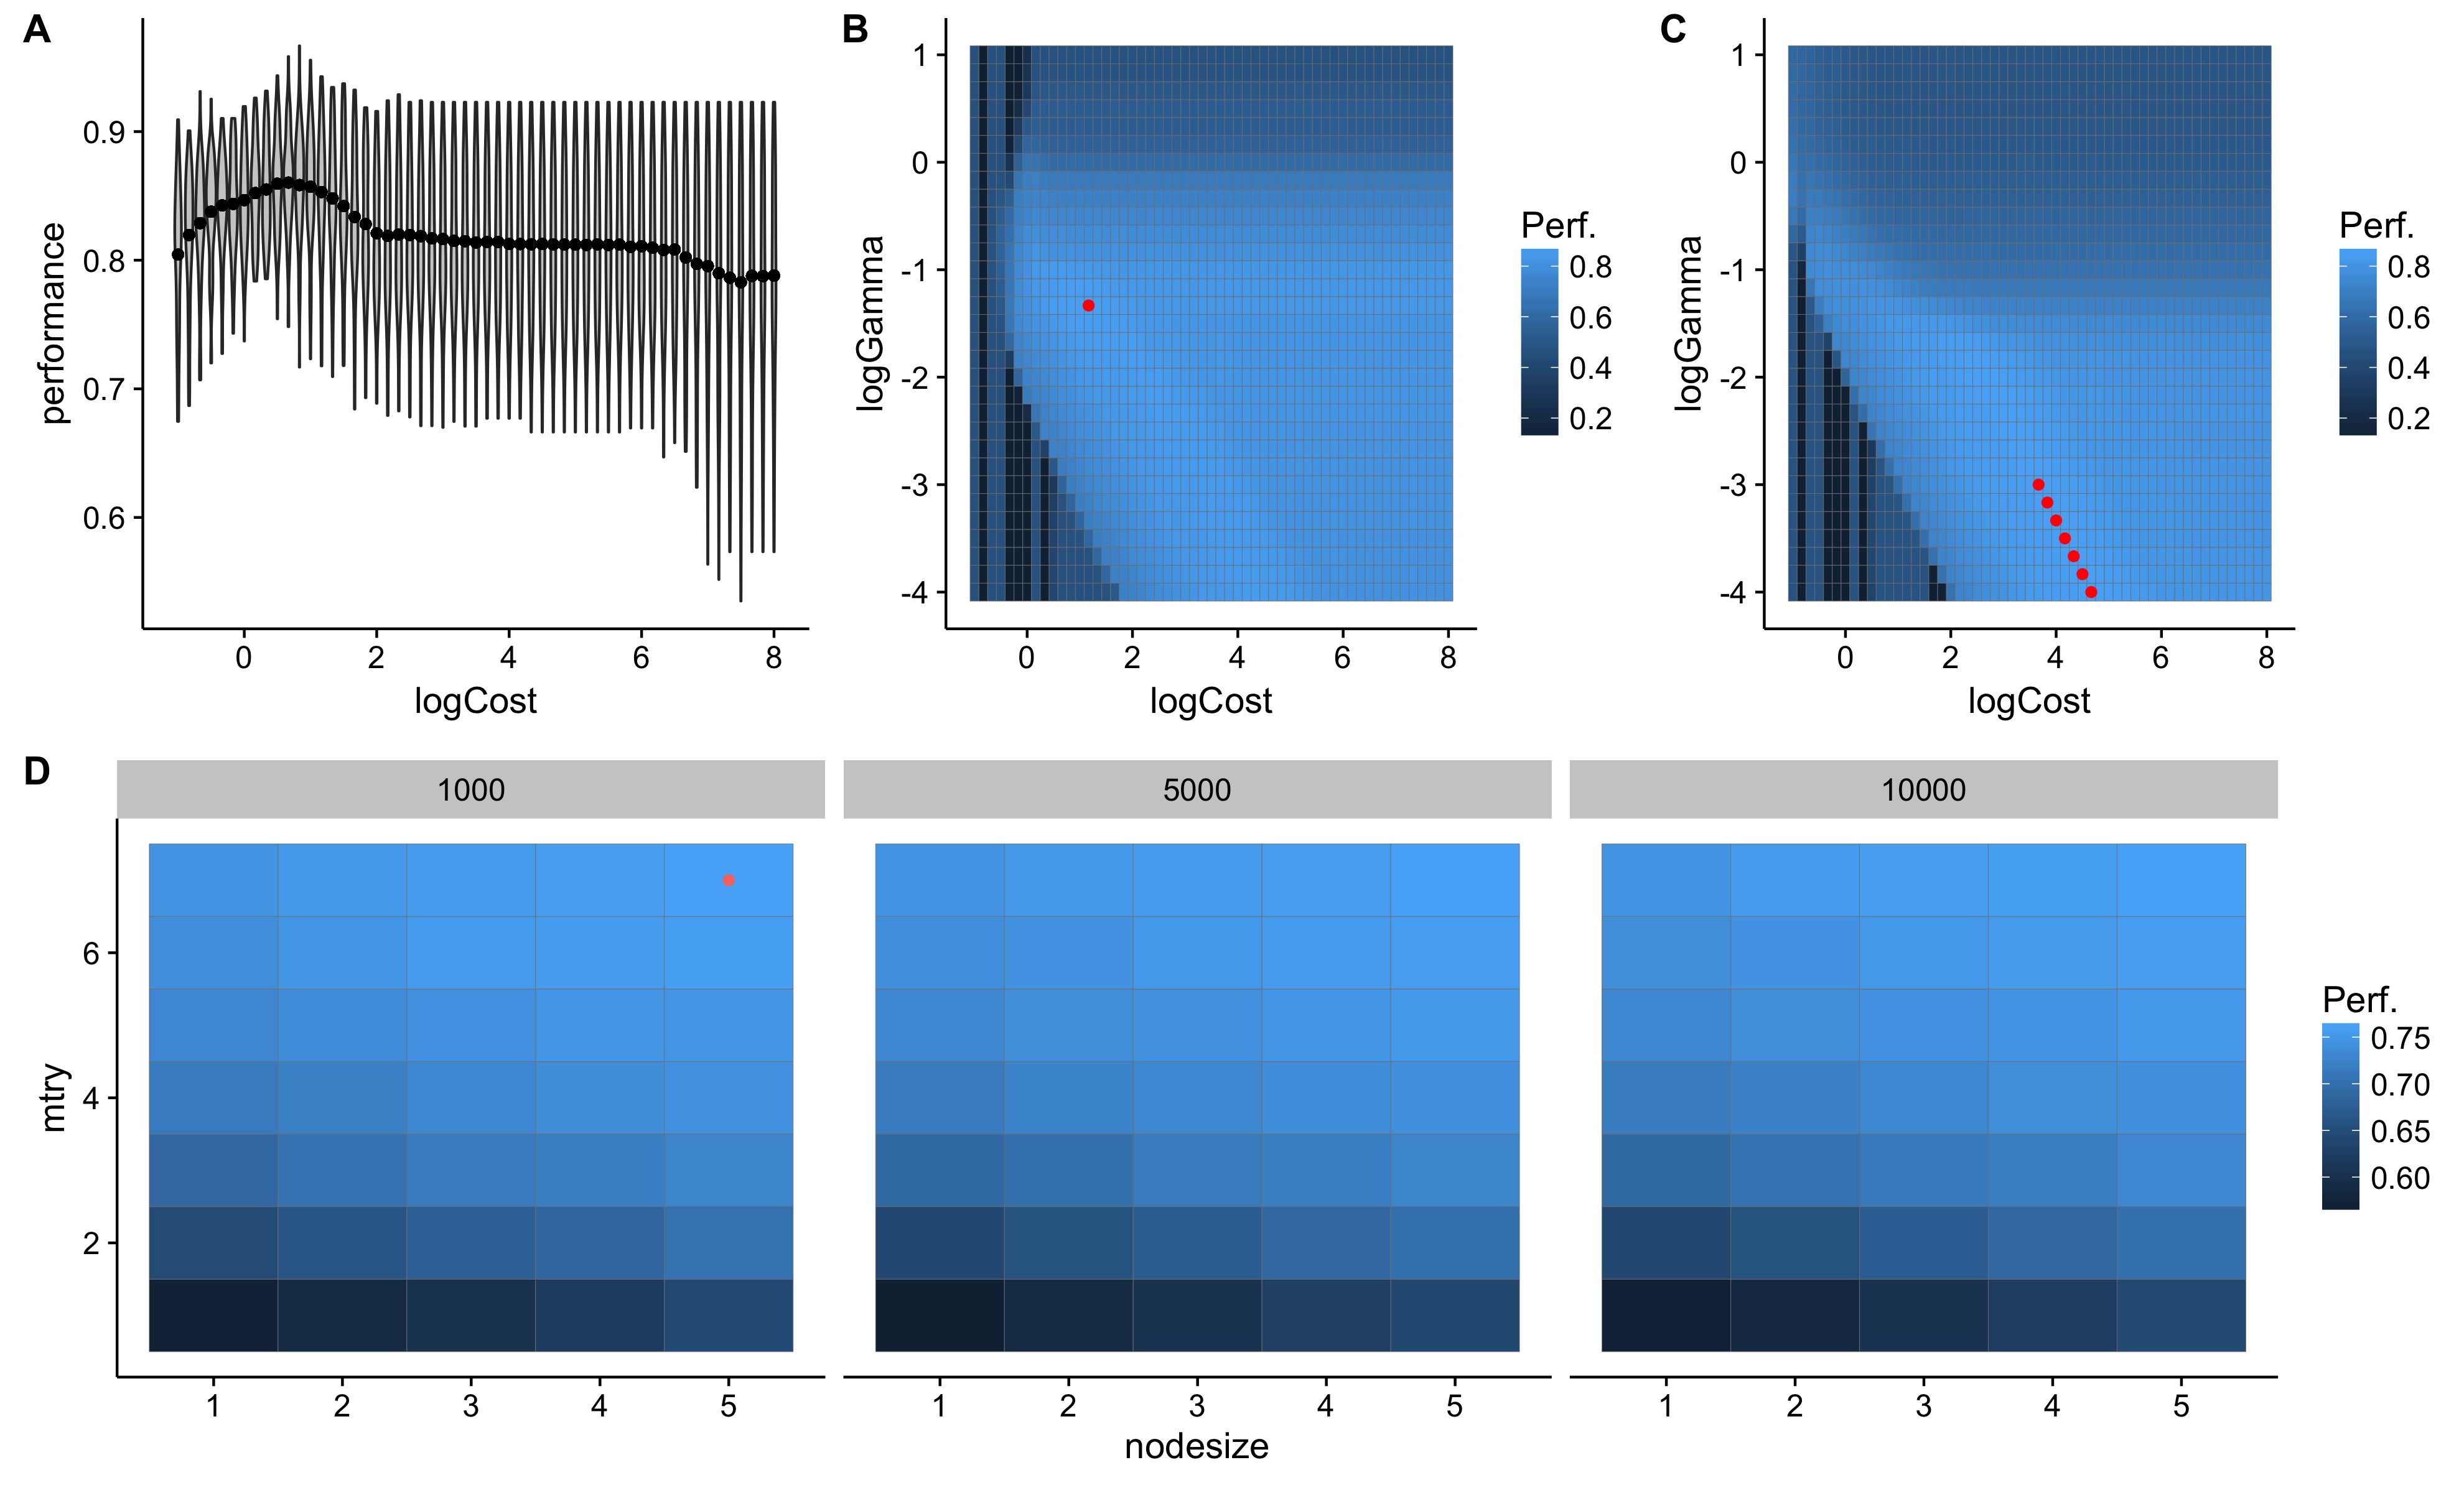 A
performance
0.9
0.8
0.7
0.6
0 2 4 6 8
logCost
B
logGamma
1
0
-1
-2
-3
-4
0 2 4 6 8
logCost
Perf.
0.8
0.6
0.4
0.2
C
logGamma
1
0
-1
-2
-3
-4
0 2 4 6 8
logCost
Perf.
0.8
0.6
0.4
0.2
D
1000 5000 10000
mtry
6
4
2
1 2 3 4 5 1 2 3 4 5 1 2 3 4 5
nodesize
Perf.
0.75
0.70
0.65
0.60